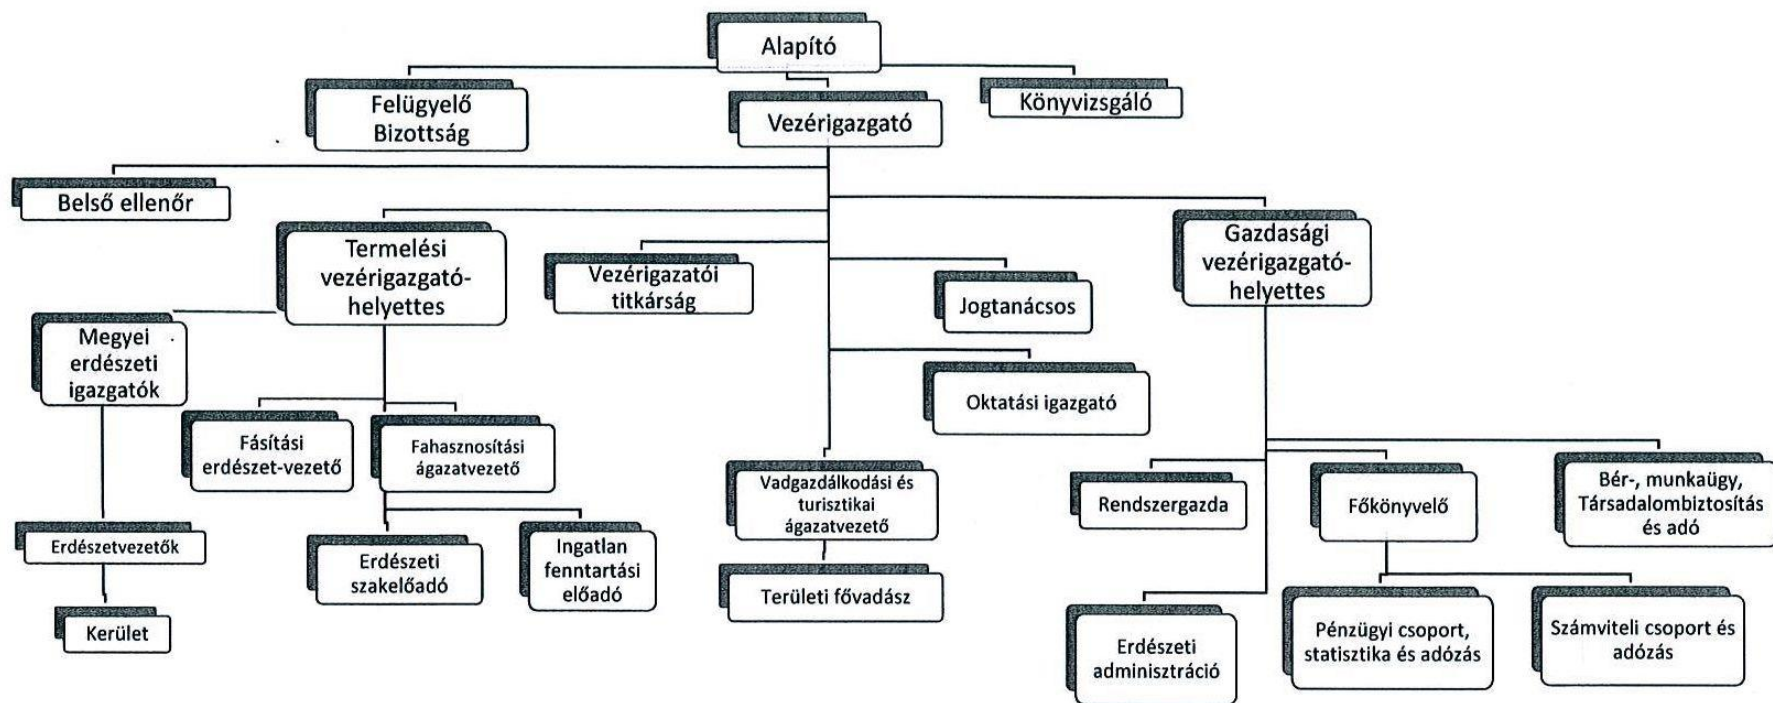 Alapító
Felügyelő
Bizottság
Vezérigazgató
Könyvizsgáló
Belső ellenőr
Termelési
vezérigazgató-
helyettes
Vezérigazatói
titkárság
Jogtanácsos
Gazdasági
vezérigazgató-
helyettes
Megyei
erdészeti
igazgatók
Oktatási igazgató
Fásítási
erdészet-vezető
Fahasznosítási
ágazatvezető
Vadgazdálkodási és
turisztikai
ágazatvezető
Rendszergazda
Főkönyvelő
Bér-, munkaügy,
Társadalombiztosítás
és adó
Erdészetvezetők
Erdészeti
szakelőadó
Ingatlan
fenntartási
előadó
Területi fővadász
Kerület
Erdészeti
adminisztráció
Pénzügyi csoport,
statisztika és adózás
Számviteli csoport és
adózás